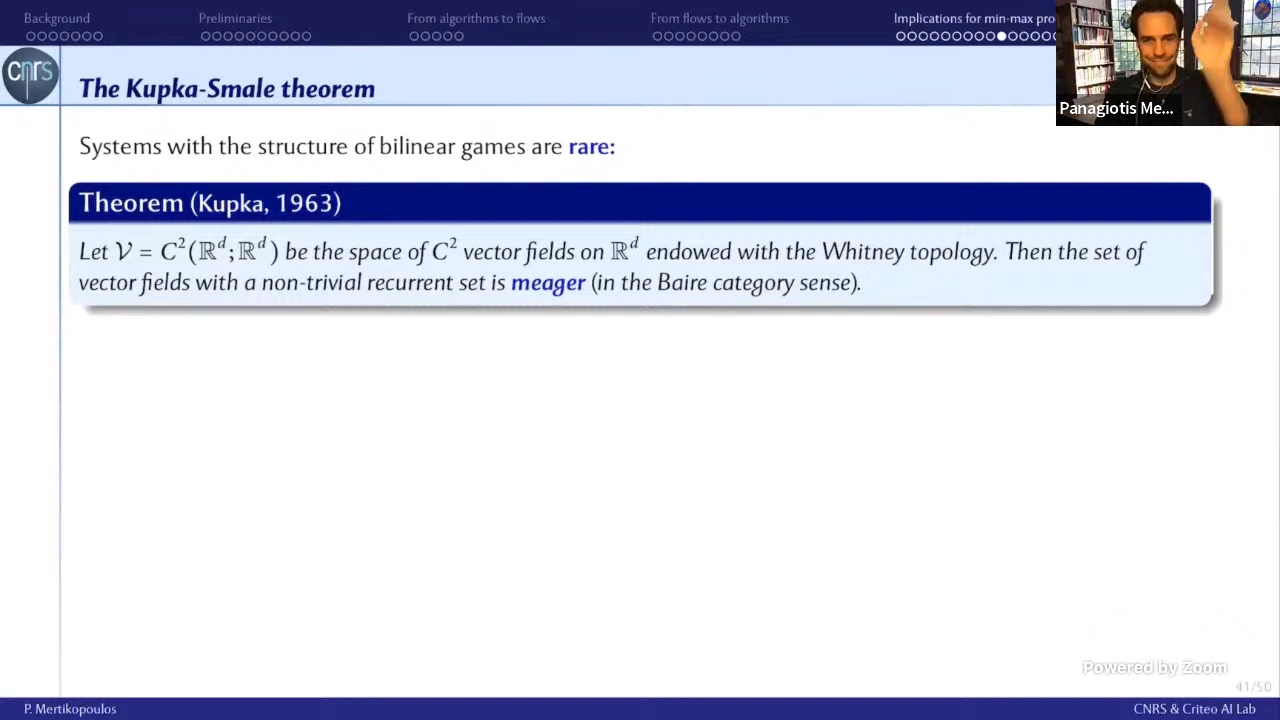 Background Preliminaries From algorithms to flows From flows to algorithms Implications for min-max pro
cnrs
The Kupka-Smale theorem
Panagiotis Me...
Systems with the structure of bilinear games are rare:
Theorem (Kupka, 1963)
Let 𝒱 = C²(ℝᵈ; ℝᵈ) be the space of C² vector fields on ℝᵈ endowed with the Whitney topology. Then the set of
vector fields with a non-trivial recurrent set is meager (in the Baire category sense).
Powered by Zoom
41/50
P. Mertikopoulos CNRS & Criteo AI Lab